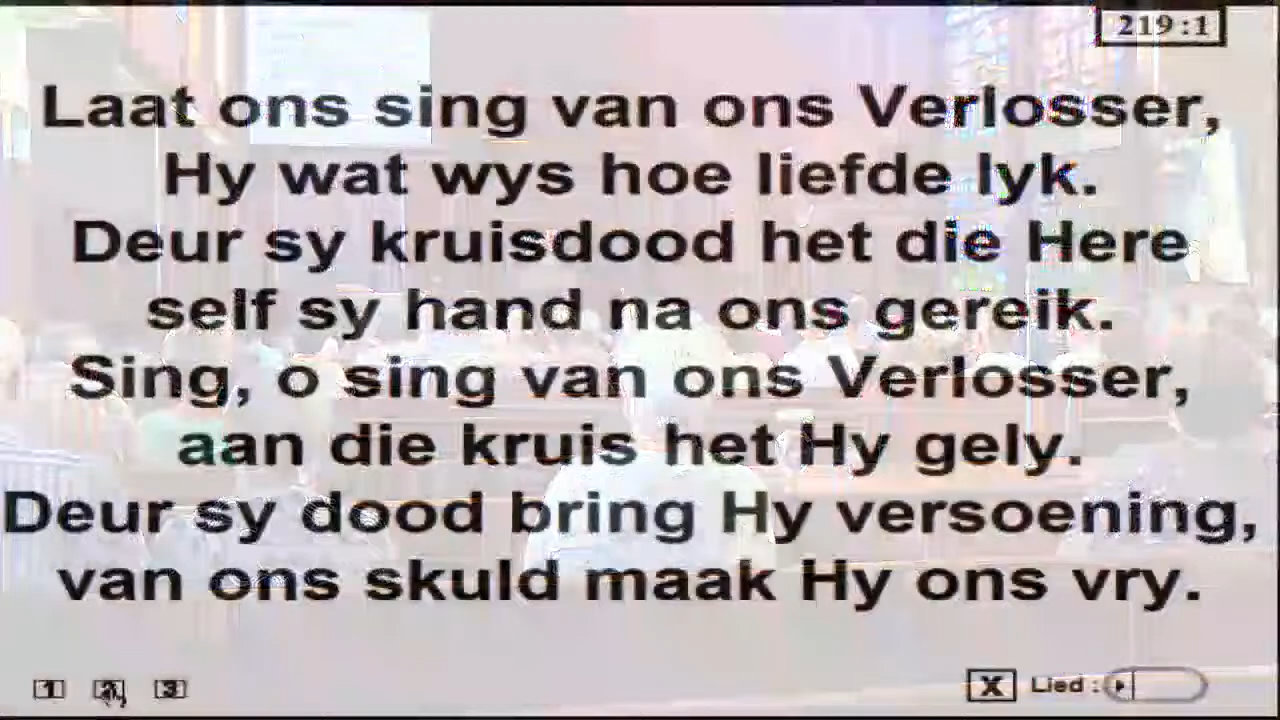 219:1
Laat ons sing van ons Verlosser,
Hy wat wys hoe liefde lyk.
Deur sy kruisdood het die Here
self sy hand na ons gereik.
Sing, o sing van ons Verlosser,
aan die kruis het Hy gely.
Deur sy dood bring Hy versoening,
van ons skuld maak Hy ons vry.
1 2 3 X Lied :